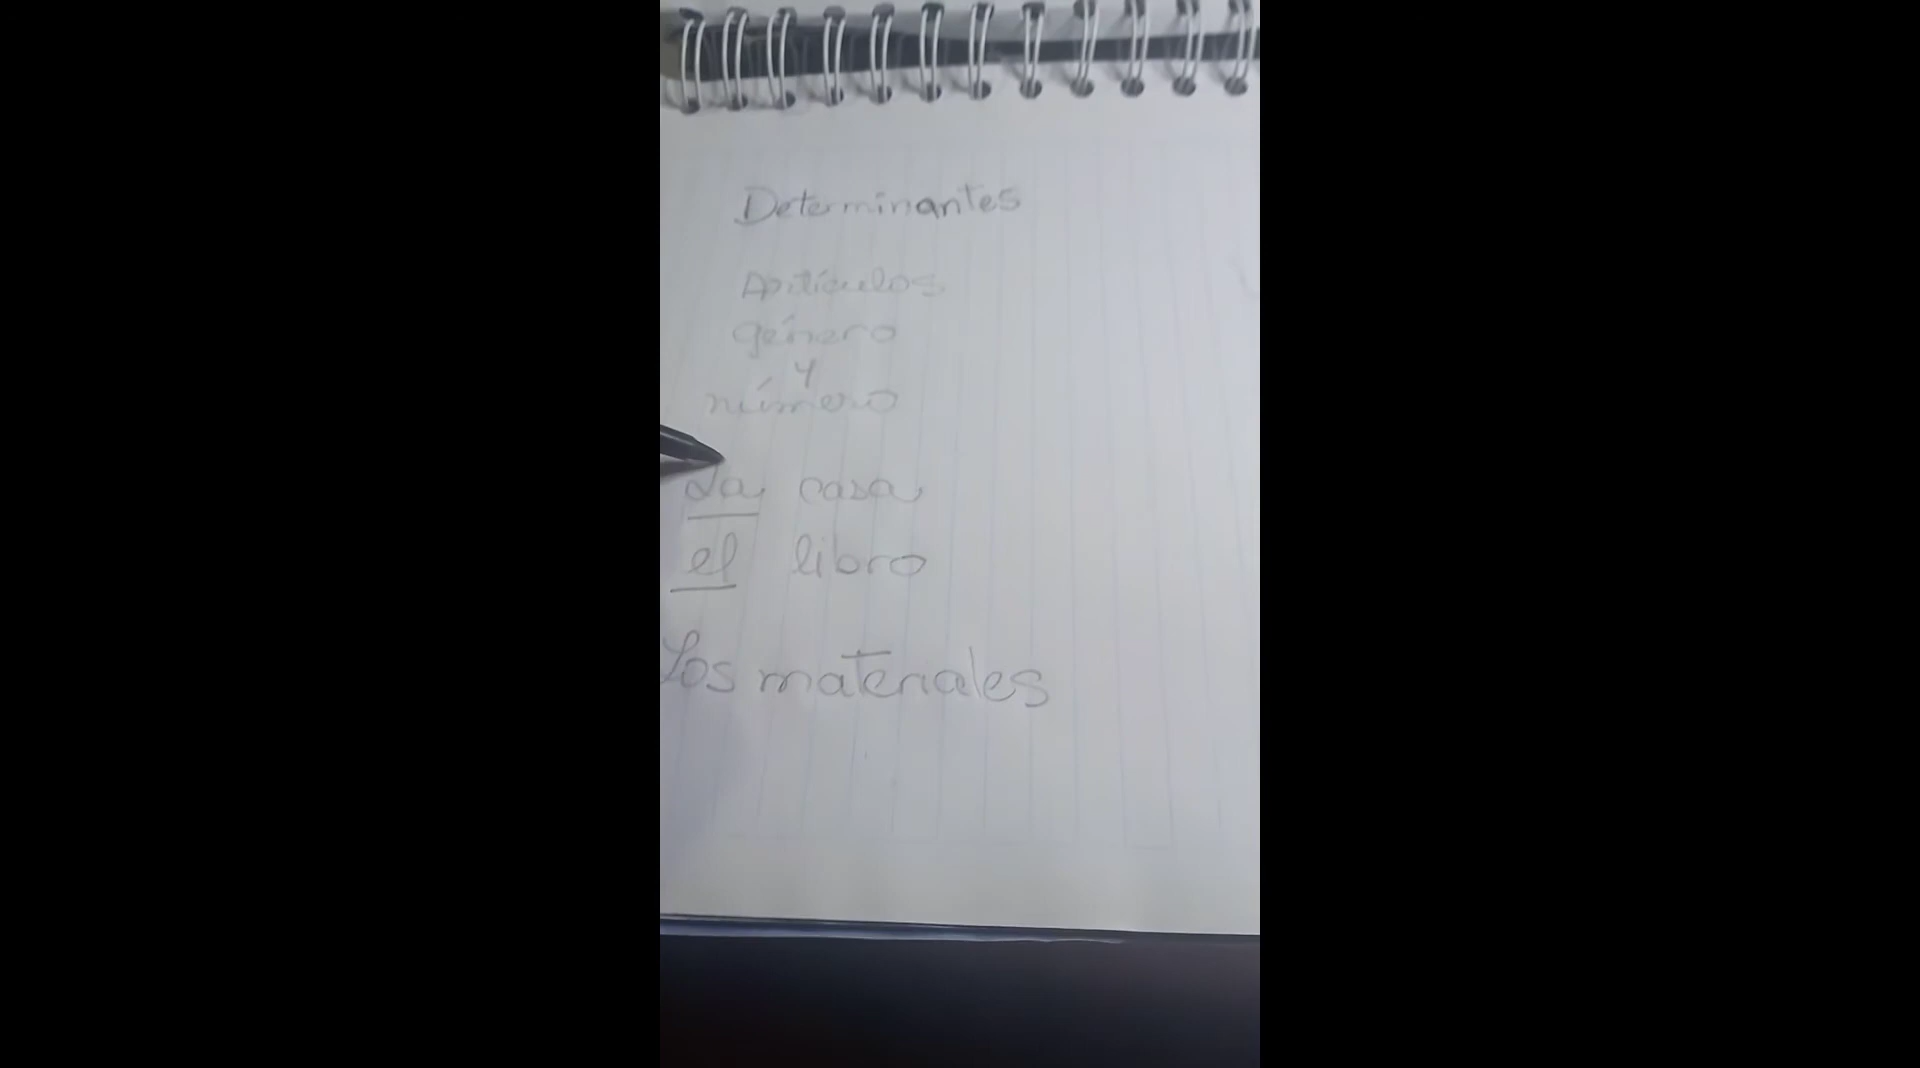 Determinantes
Artículos
género
y
número
La casa
el libro
Los materiales